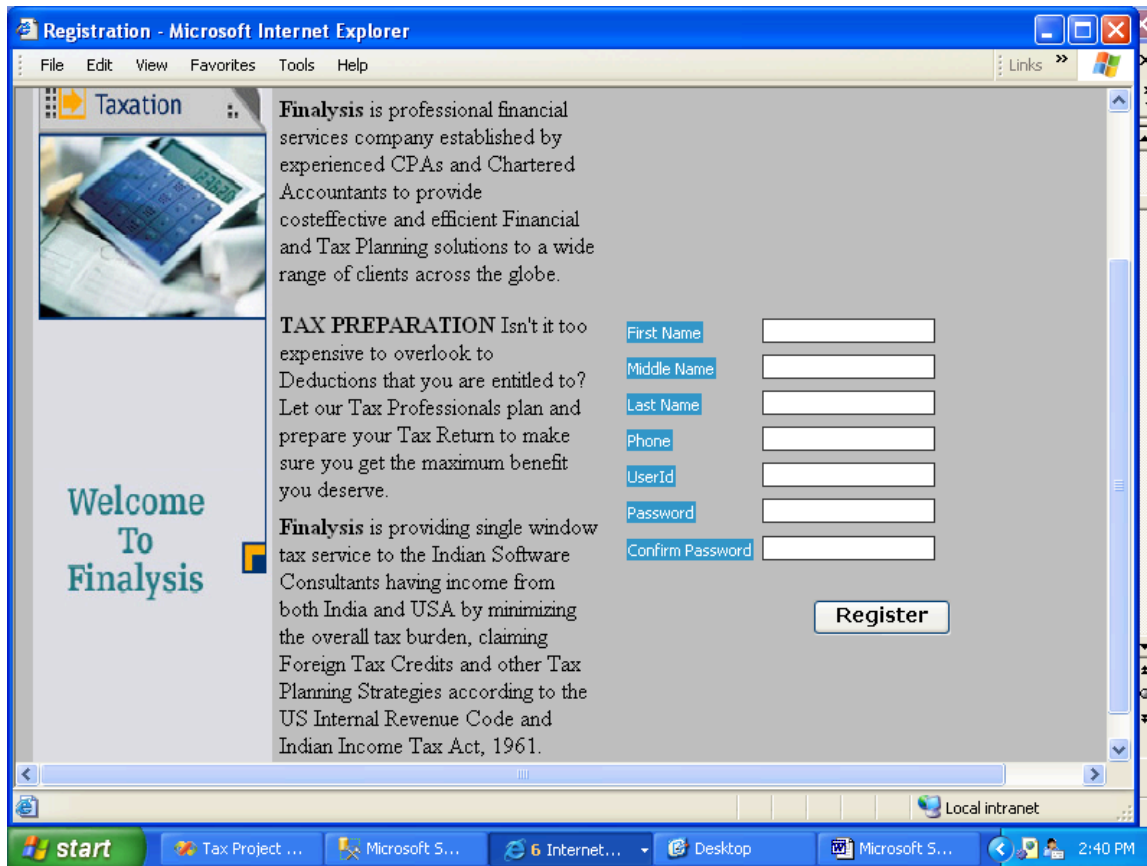 Registration - Microsoft Internet Explorer
File Edit View Favorites Tools Help
Links »
Taxation
Welcome
To
Finalysis
Finalysis is professional financial
services company established by
experienced CPAs and Chartered
Accountants to provide
costeffective and efficient Financial
and Tax Planning solutions to a wide
range of clients across the globe.
TAX PREPARATION Isn't it too
expensive to overlook to
Deductions that you are entitled to?
Let our Tax Professionals plan and
prepare your Tax Return to make
sure you get the maximum benefit
you deserve.
Finalysis is providing single window
tax service to the Indian Software
Consultants having income from
both India and USA by minimizing
the overall tax burden, claiming
Foreign Tax Credits and other Tax
Planning Strategies according to the
US Internal Revenue Code and
Indian Income Tax Act, 1961.
First Name
Middle Name
Last Name
Phone
UserId
Password
Confirm Password
Register
Local intranet
start
Tax Project ...
Microsoft S...
6 Internet...
Desktop
Microsoft S...
2:40 PM